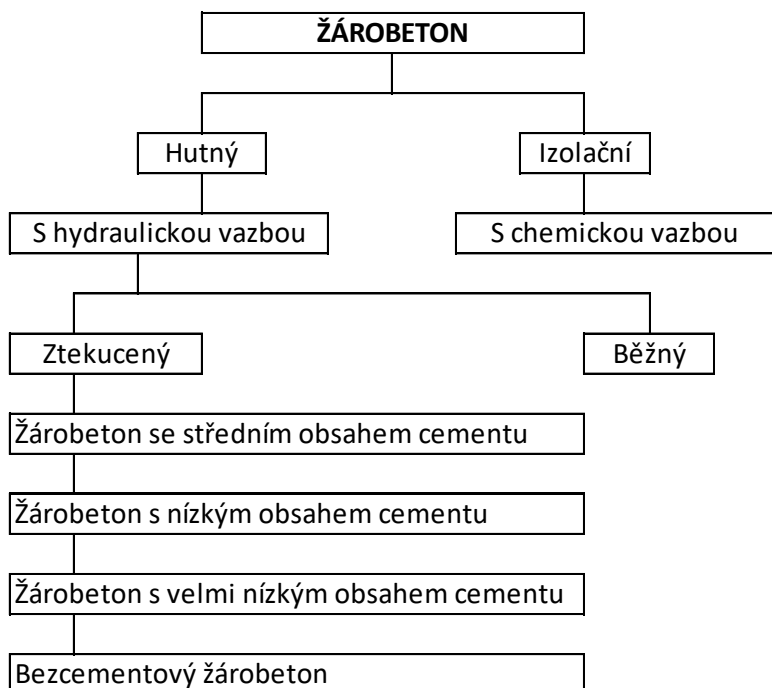 ŽÁROBETON
Hutný
Izolační
S hydraulickou vazbou
S chemickou vazbou
Ztekucený
Běžný
Žárobeton se středním obsahem cementu
Žárobeton s nízkým obsahem cementu
Žárobeton s velmi nízkým obsahem cementu
Bezcementový žárobeton